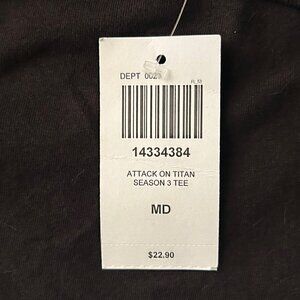 DEPT 002
14334384
ATTACK ON TITAN
SEASON 3 TEE
MD
$22.90